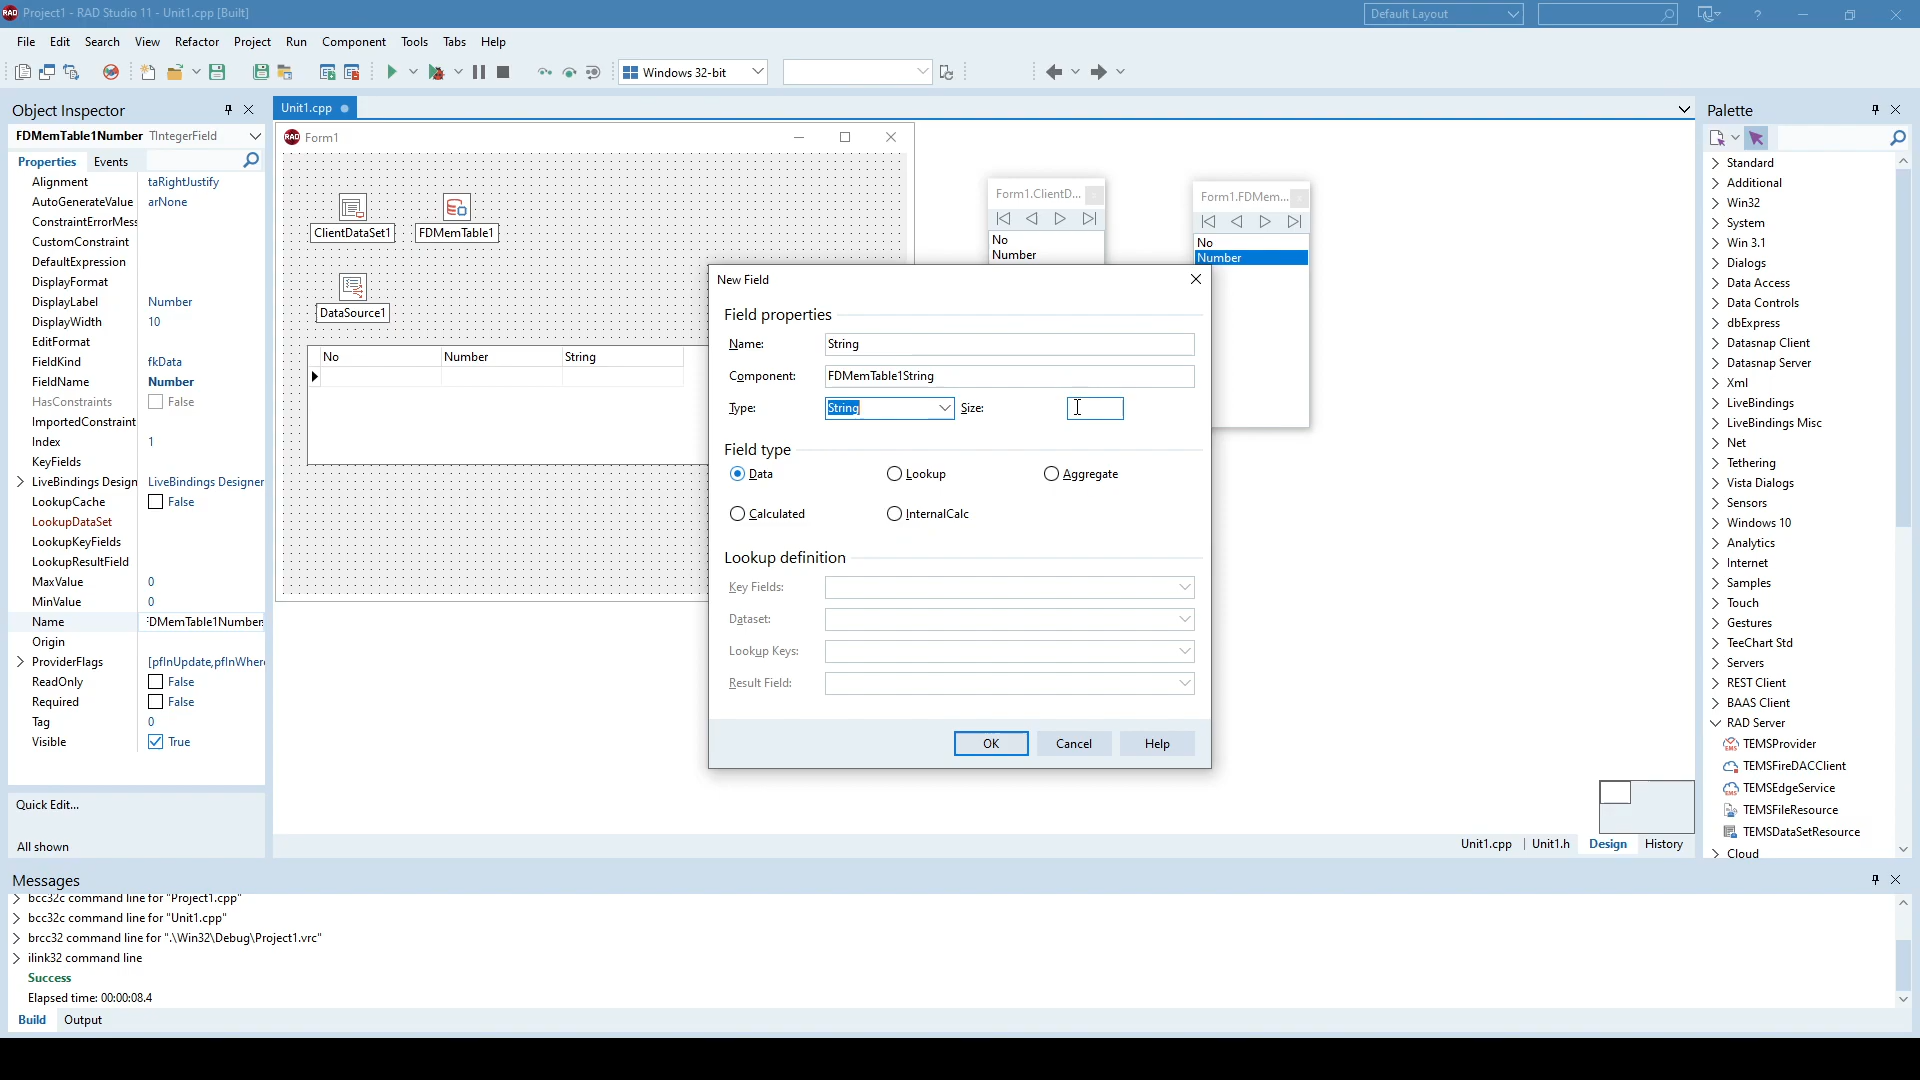 RAD Project1 - RAD Studio 11 - Unit1.cpp [Built]
Default Layout
?
File Edit Search View Refactor Project Run Component Tools Tabs Help
Windows 32-bit
Object Inspector
FDMemTable1Number TIntegerField
Properties Events
Alignment taRightJustify
AutoGenerateValue arNone
ConstraintErrorMess
CustomConstraint
DefaultExpression
DisplayFormat
DisplayLabel Number
DisplayWidth 10
EditFormat
FieldKind fkData
FieldName Number
HasConstraints False
ImportedConstraint
Index 1
KeyFields
LiveBindings Design LiveBindings Designer
LookupCache False
LookupDataSet
LookupKeyFields
LookupResultField
MaxValue 0
MinValue 0
Name FDMemTable1Number
Origin
ProviderFlags [pfInUpdate,pfInWher
ReadOnly False
Required False
Tag 0
Visible True
Quick Edit...
All shown
Unit1.cpp
RAD Form1
ClientDataSet1
FDMemTable1
DataSource1
No Number String
Form1.ClientD...
No
Number
Form1.FDMem...
No
Number
New Field
Field properties
Name: String
Component: FDMemTable1String
Type: String Size:
Field type
Data Lookup Aggregate
Calculated InternalCalc
Lookup definition
Key Fields:
Dataset:
Lookup Keys:
Result Field:
OK Cancel Help
Unit1.cpp Unit1.h Design History
Palette
Standard
Additional
Win32
System
Win 3.1
Dialogs
Data Access
Data Controls
dbExpress
Datasnap Client
Datasnap Server
Xml
LiveBindings
LiveBindings Misc
Net
Tethering
Vista Dialogs
Sensors
Windows 10
Analytics
Internet
Samples
Touch
Gestures
TeeChart Std
Servers
REST Client
BAAS Client
RAD Server
TEMSProvider
TEMSFireDACClient
TEMSEdgeService
TEMSFileResource
TEMSDataSetResource
Cloud
Messages
bcc32c command line for "Project1.cpp"
bcc32c command line for "Unit1.cpp"
brcc32 command line for ".\Win32\Debug\Project1.vrc"
ilink32 command line
Success
Elapsed time: 00:00:08.4
Build Output